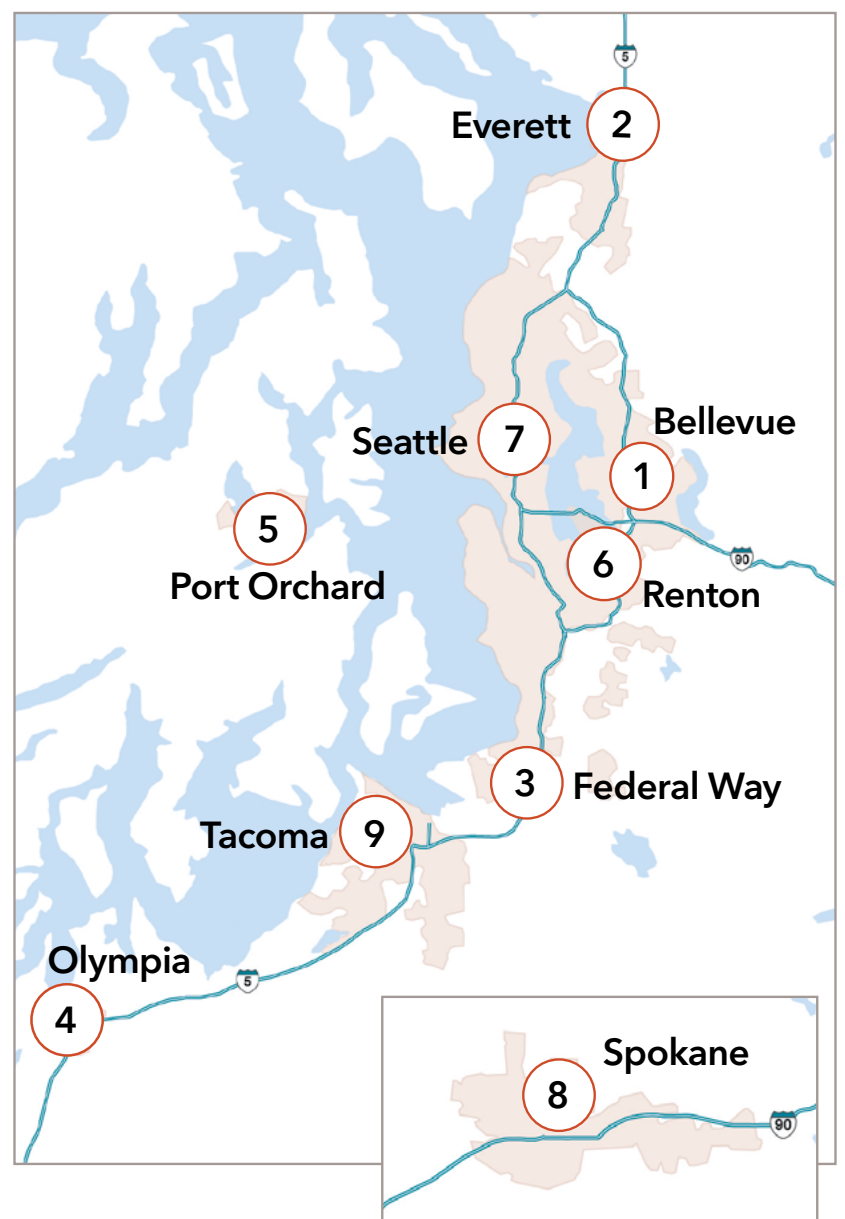 5
Everett 2
Bellevue
Seattle 7
1
5
90
6
Port Orchard
Renton
3 Federal Way
Tacoma 9
Olympia
5
4
Spokane
8
90